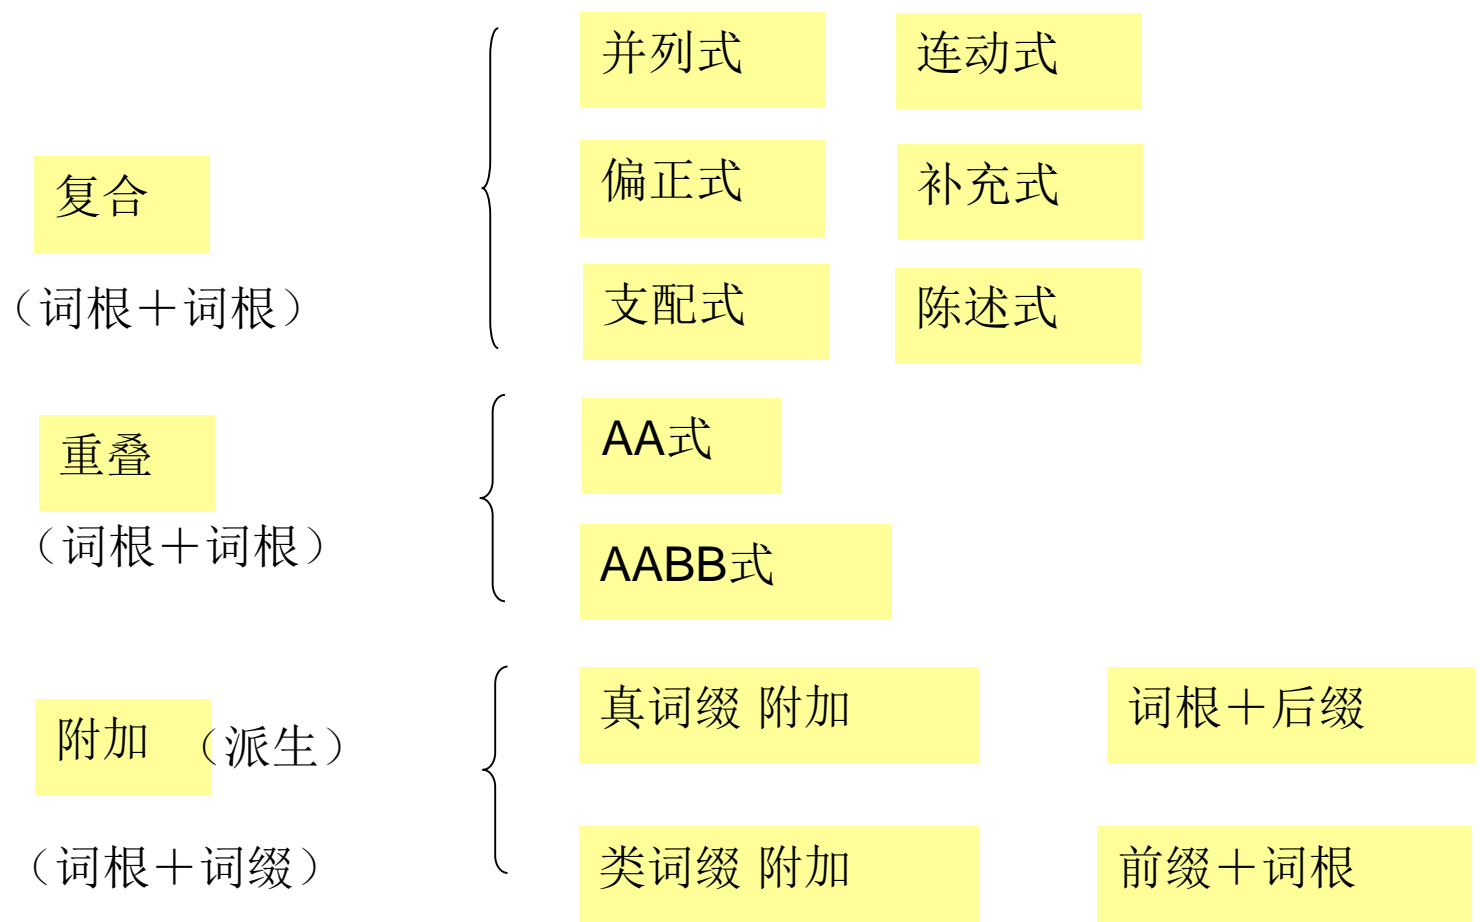 并列式 连动式
复合
偏正式 补充式
（词根＋词根）
支配式 陈述式
重叠
AA式
（词根＋词根）
AABB式
附加 （派生）
真词缀 附加 词根＋后缀
（词根＋词缀）
类词缀 附加 前缀＋词根